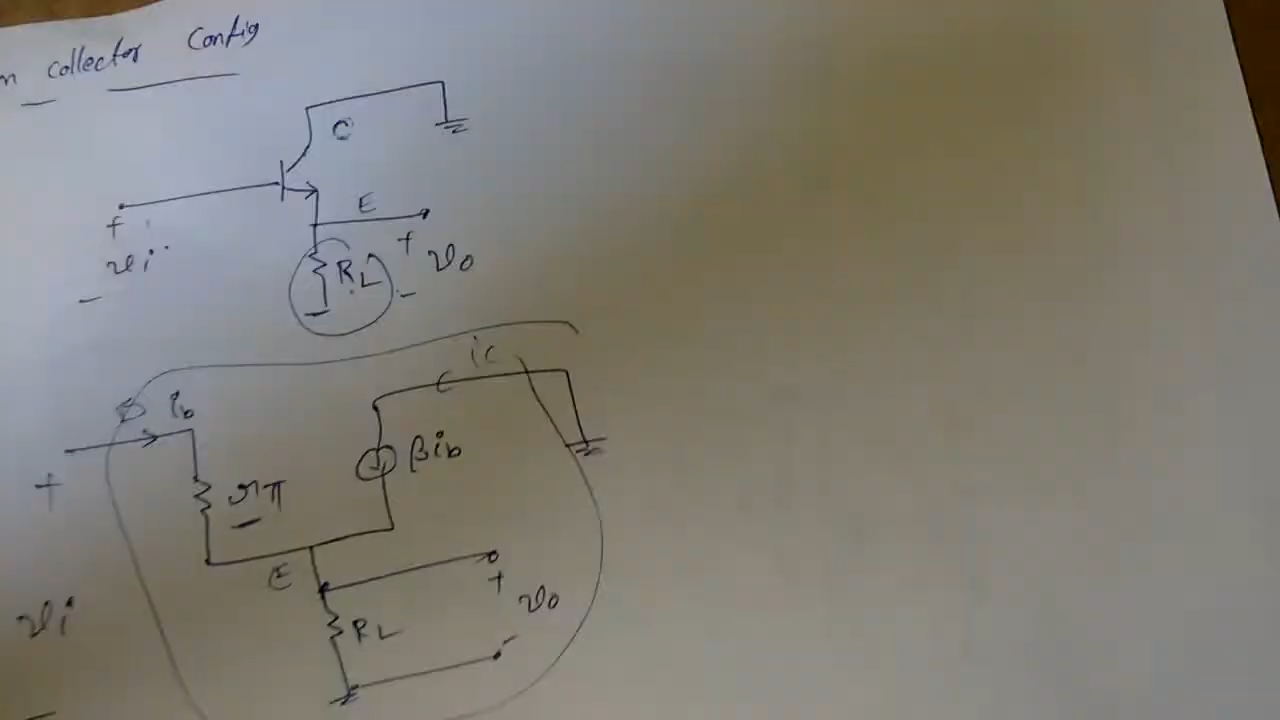 n collector Config
C
E
+
vi
-
RL
+
vo
-
ic
B
ib
+
rπ
βib
E
+
vo
-
vi
RL
-